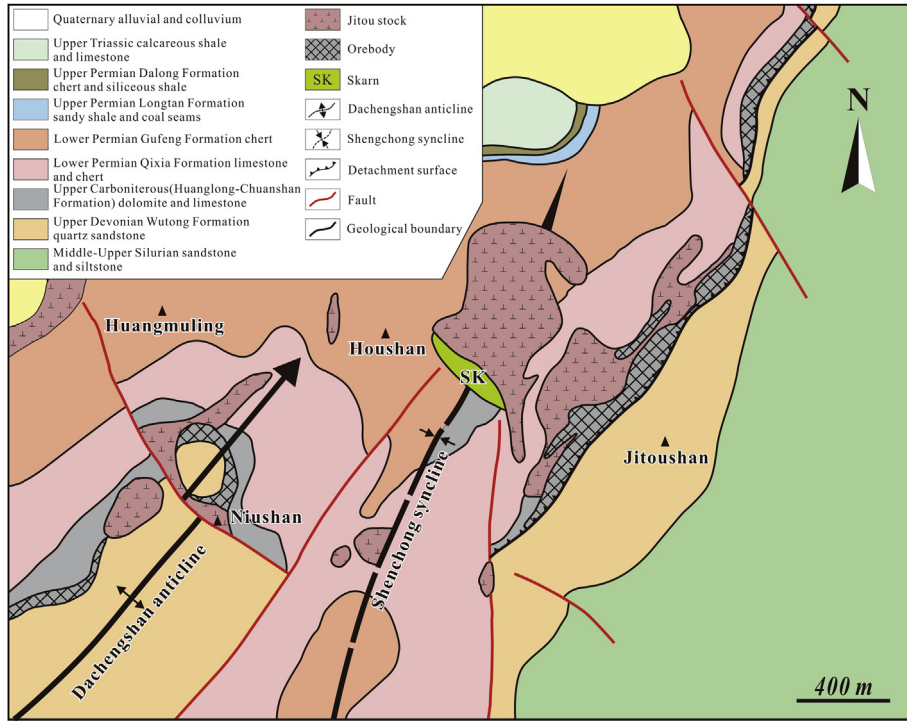 Quaternary alluvial and colluvium
Upper Triassic calcareous shale
and limestone
Upper Permian Dalong Formation
chert and siliceous shale
Upper Permian Longtan Formation
sandy shale and coal seams
Lower Permian Gufeng Formation chert
Lower Permian Qixia Formation limestone
and chert
Upper Carboniterous(Huanglong-Chuanshan
Formation) dolomite and limestone
Upper Devonian Wutong Formation
quartz sandstone
Middle-Upper Silurian sandstone
and siltstone
Jitou stock
Orebody
SK
Skarn
Dachengshan anticline
Shengchong syncline
Detachment surface
Fault
Geological boundary
N
Huangmuling
Houshan
SK
Jitoushan
Niushan
Shenchong syncline
Dachengshan anticline
400 m